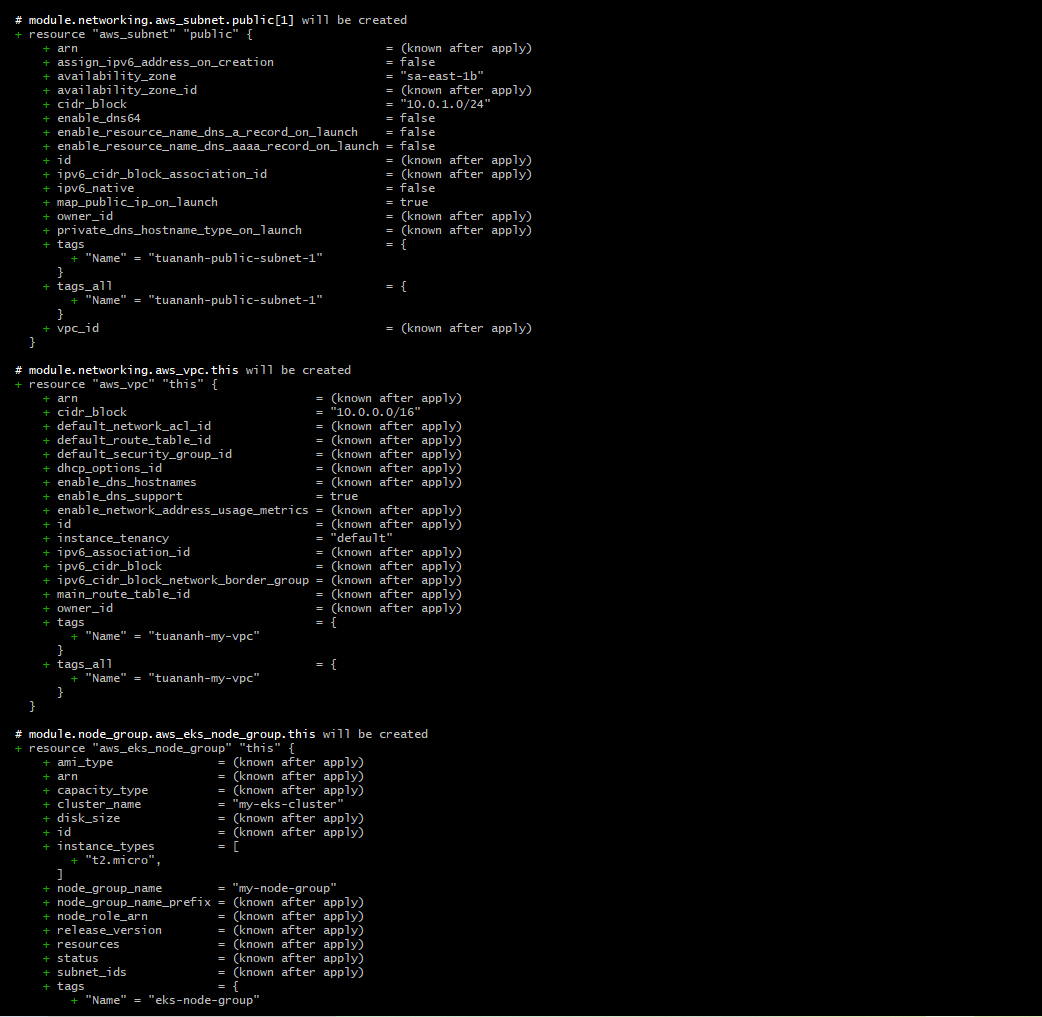 # module.networking.aws_subnet.public[1] will be created
+ resource "aws_subnet" "public" {
+ arn = (known after apply)
+ assign_ipv6_address_on_creation = false
+ availability_zone = "sa-east-1b"
+ availability_zone_id = (known after apply)
+ cidr_block = "10.0.1.0/24"
+ enable_dns64 = false
+ enable_resource_name_dns_a_record_on_launch = false
+ enable_resource_name_dns_aaaa_record_on_launch = false
+ id = (known after apply)
+ ipv6_cidr_block_association_id = (known after apply)
+ ipv6_native = false
+ map_public_ip_on_launch = true
+ owner_id = (known after apply)
+ private_dns_hostname_type_on_launch = (known after apply)
+ tags = {
+ "Name" = "tuananh-public-subnet-1"
}
+ tags_all = {
+ "Name" = "tuananh-public-subnet-1"
}
+ vpc_id = (known after apply)
}
# module.networking.aws_vpc.this will be created
+ resource "aws_vpc" "this" {
+ arn = (known after apply)
+ cidr_block = "10.0.0.0/16"
+ default_network_acl_id = (known after apply)
+ default_route_table_id = (known after apply)
+ default_security_group_id = (known after apply)
+ dhcp_options_id = (known after apply)
+ enable_dns_hostnames = (known after apply)
+ enable_dns_support = true
+ enable_network_address_usage_metrics = (known after apply)
+ id = (known after apply)
+ instance_tenancy = "default"
+ ipv6_association_id = (known after apply)
+ ipv6_cidr_block = (known after apply)
+ ipv6_cidr_block_network_border_group = (known after apply)
+ main_route_table_id = (known after apply)
+ owner_id = (known after apply)
+ tags = {
+ "Name" = "tuananh-my-vpc"
}
+ tags_all = {
+ "Name" = "tuananh-my-vpc"
}
}
# module.node_group.aws_eks_node_group.this will be created
+ resource "aws_eks_node_group" "this" {
+ ami_type = (known after apply)
+ arn = (known after apply)
+ capacity_type = (known after apply)
+ cluster_name = "my-eks-cluster"
+ disk_size = (known after apply)
+ id = (known after apply)
+ instance_types = [
+ "t2.micro",
]
+ node_group_name = "my-node-group"
+ node_group_name_prefix = (known after apply)
+ node_role_arn = (known after apply)
+ release_version = (known after apply)
+ resources = (known after apply)
+ status = (known after apply)
+ subnet_ids = (known after apply)
+ tags = {
+ "Name" = "eks-node-group"